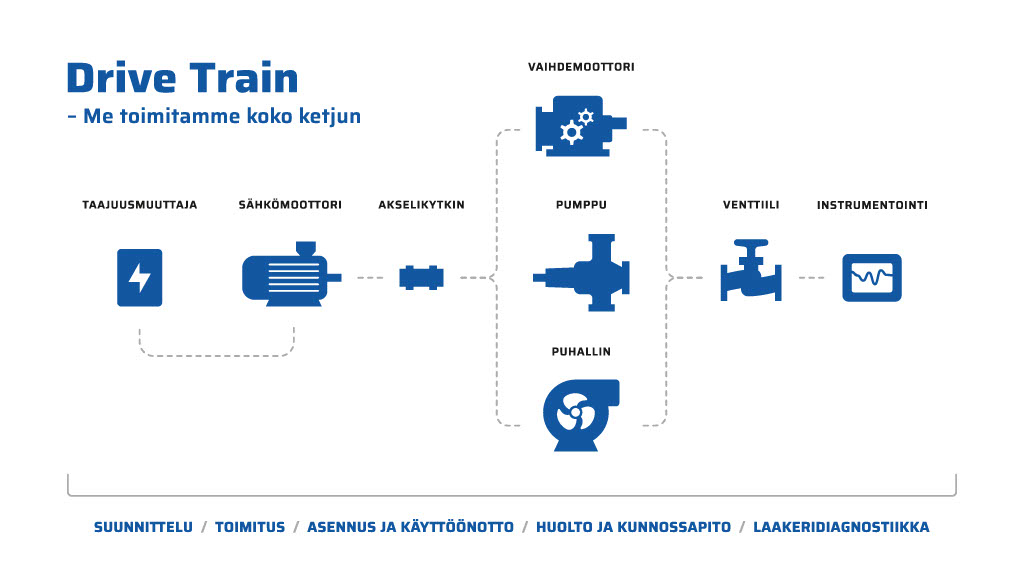 Drive Train
– Me toimitamme koko ketjun
VAIHDEMOOTTORI
TAAJUUSMUUTTAJA
SÄHKÖMOOTTORI
AKSELIKYTKIN
PUMPPU
VENTTIILI
INSTRUMENTOINTI
PUHALLIN
SUUNNITTELU / TOIMITUS / ASENNUS JA KÄYTTÖÖNOTTO / HUOLTO JA KUNNOSSAPITO / LAAKERIDIAGNOSTIIKKA